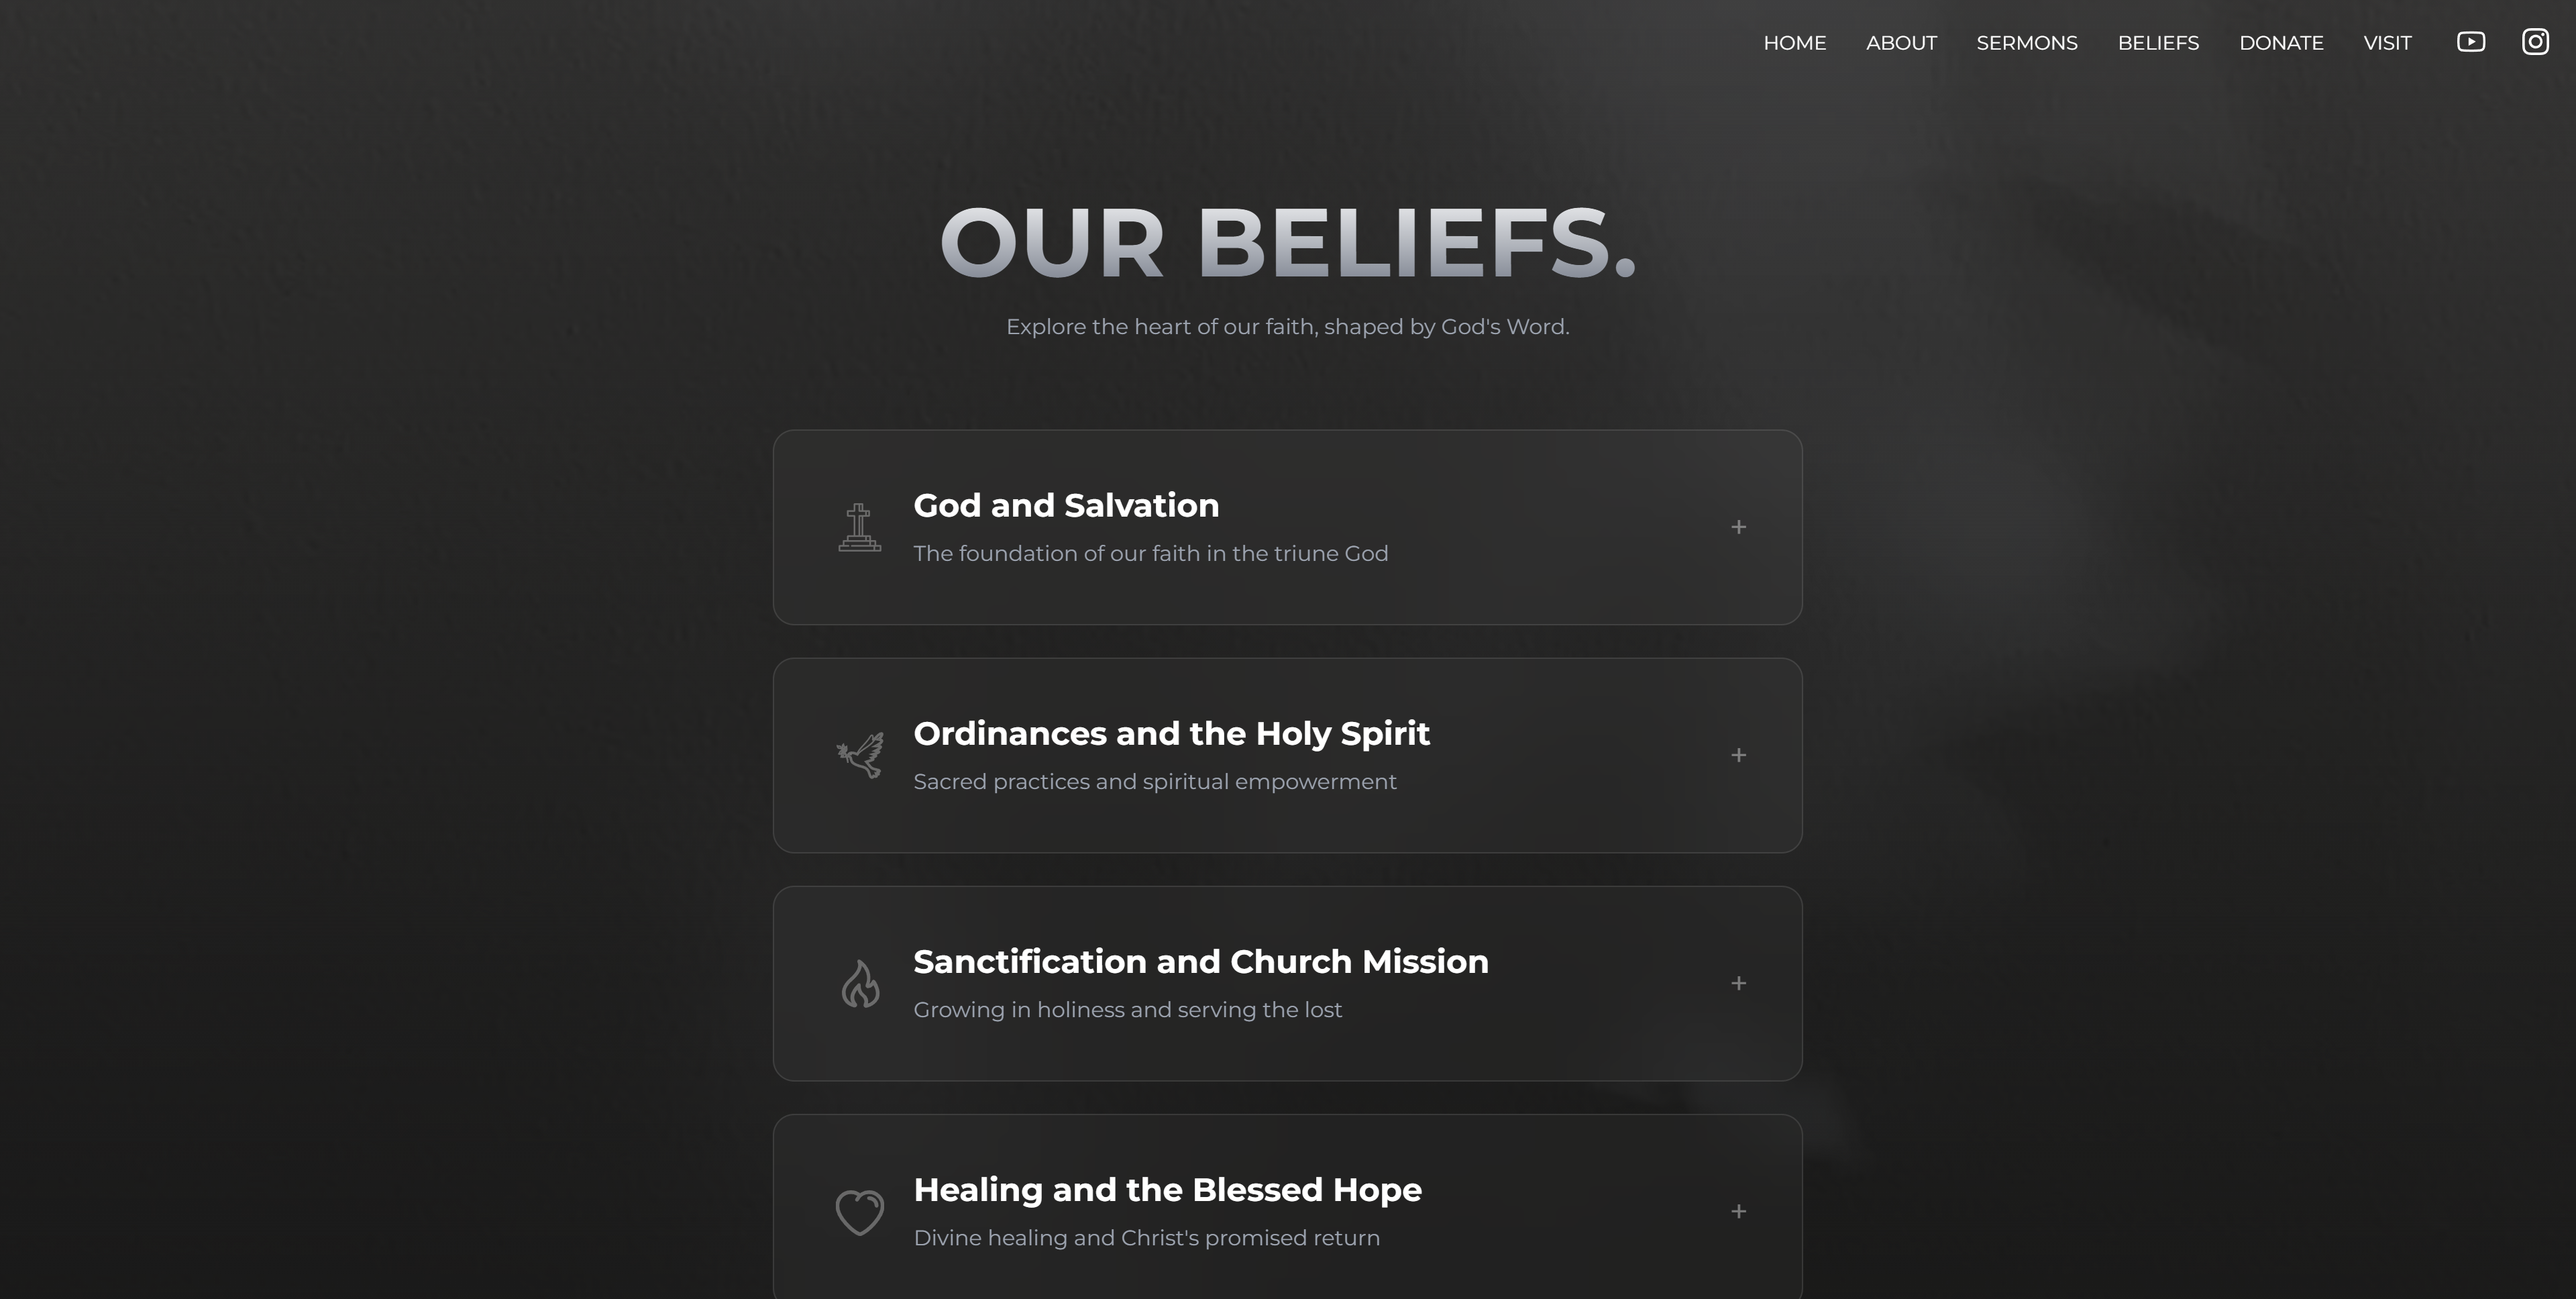 HOME ABOUT SERMONS BELIEFS DONATE VISIT
OUR BELIEFS.
Explore the heart of our faith, shaped by God's Word.
God and Salvation
The foundation of our faith in the triune God
+
Ordinances and the Holy Spirit
Sacred practices and spiritual empowerment
+
Sanctification and Church Mission
Growing in holiness and serving the lost
+
Healing and the Blessed Hope
Divine healing and Christ's promised return
+